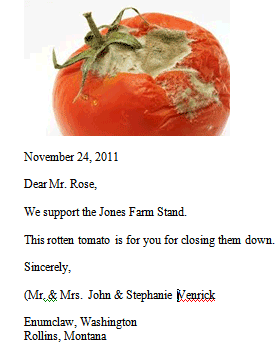 November 24, 2011
Dear Mr. Rose,
We support the Jones Farm Stand.
This rotten tomato is for you for closing them down.
Sincerely,
(Mr. & Mrs. John & Stephanie Venrick
Enumclaw, Washington
Rollins, Montana